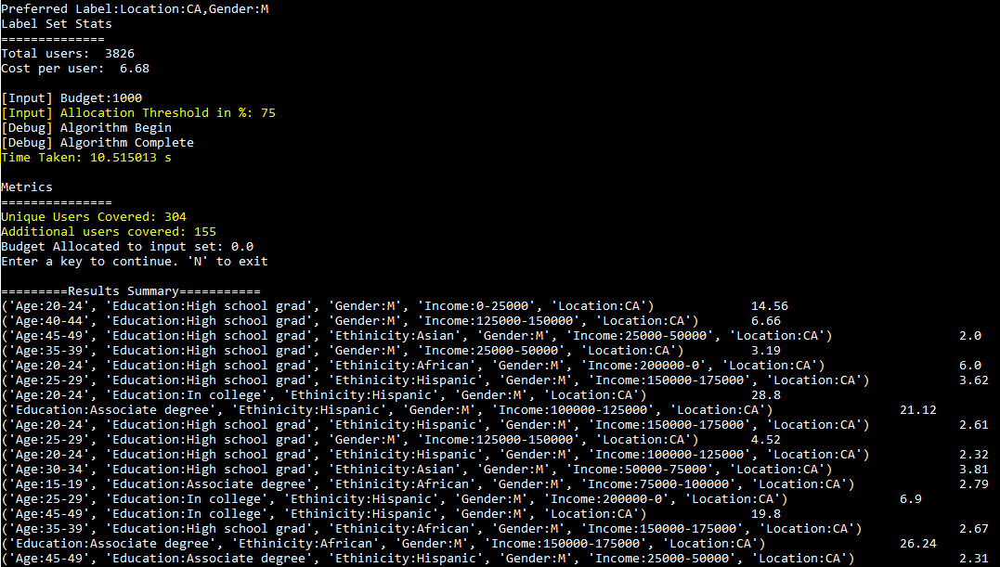 Preferred Label:Location:CA,Gender:M
Label Set Stats
==============
Total users:  3826
Cost per user:  6.68
[Input] Budget:1000
[Input] Allocation Threshold in %: 75
[Debug] Algorithm Begin
[Debug] Algorithm Complete
Time Taken: 10.515013 s
Metrics
===============
Unique Users Covered: 304
Additional users covered: 155
Budget Allocated to input set: 0.0
Enter a key to continue. 'N' to exit
=========Results Summary===========
('Age:20-24', 'Education:High school grad', 'Gender:M', 'Income:0-25000', 'Location:CA')             14.56
('Age:40-44', 'Education:High school grad', 'Gender:M', 'Income:125000-150000', 'Location:CA')       6.66
('Age:45-49', 'Education:High school grad', 'Ethinicity:Asian', 'Gender:M', 'Income:25000-50000', 'Location:CA')                 2.0
('Age:35-39', 'Education:High school grad', 'Gender:M', 'Income:25000-50000', 'Location:CA')         3.19
('Age:20-24', 'Education:High school grad', 'Ethinicity:African', 'Gender:M', 'Income:200000-0', 'Location:CA')                  6.0
('Age:25-29', 'Education:High school grad', 'Ethinicity:Hispanic', 'Gender:M', 'Income:150000-175000', 'Location:CA')            3.62
('Age:20-24', 'Education:In college', 'Ethinicity:Hispanic', 'Gender:M', 'Location:CA')              28.8
('Education:Associate degree', 'Ethinicity:Hispanic', 'Gender:M', 'Income:100000-125000', 'Location:CA')                 21.12
('Age:20-24', 'Education:High school grad', 'Ethinicity:Hispanic', 'Gender:M', 'Income:150000-175000', 'Location:CA')            2.61
('Age:25-29', 'Education:High school grad', 'Gender:M', 'Income:125000-150000', 'Location:CA')       4.52
('Age:20-24', 'Education:High school grad', 'Ethinicity:Hispanic', 'Gender:M', 'Income:100000-125000', 'Location:CA')            2.32
('Age:30-34', 'Education:High school grad', 'Ethinicity:Asian', 'Gender:M', 'Income:50000-75000', 'Location:CA')                 3.81
('Age:15-19', 'Education:Associate degree', 'Ethinicity:African', 'Gender:M', 'Income:75000-100000', 'Location:CA')              2.79
('Age:25-29', 'Education:In college', 'Ethinicity:Hispanic', 'Gender:M', 'Income:200000-0', 'Location:CA')               6.9
('Age:45-49', 'Education:In college', 'Ethinicity:Hispanic', 'Gender:M', 'Location:CA')              19.8
('Age:35-39', 'Education:High school grad', 'Ethinicity:African', 'Gender:M', 'Income:150000-175000', 'Location:CA')             2.67
('Education:Associate degree', 'Ethinicity:African', 'Gender:M', 'Income:150000-175000', 'Location:CA')                  26.24
('Age:45-49', 'Education:Associate degree', 'Ethinicity:Hispanic', 'Gender:M', 'Income:25000-50000', 'Location:CA')              2.31